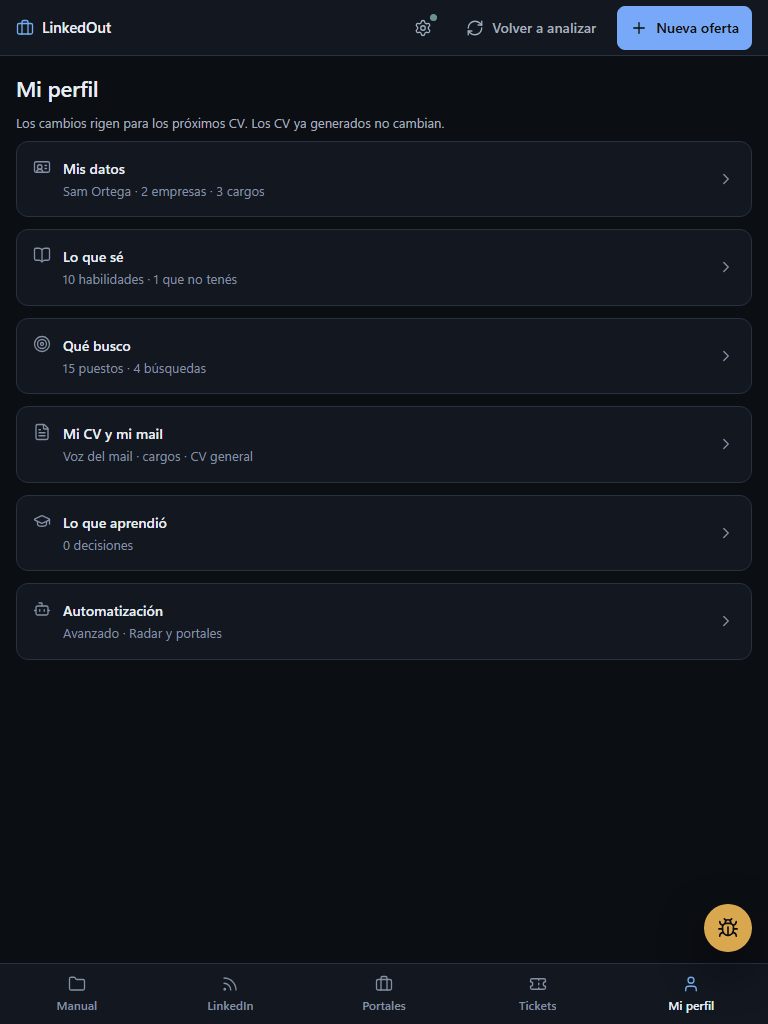 LinkedOut
Volver a analizar
Nueva oferta
Mi perfil
Los cambios rigen para los próximos CV. Los CV ya generados no cambian.
Mis datos
Sam Ortega · 2 empresas · 3 cargos
Lo que sé
10 habilidades · 1 que no tenés
Qué busco
15 puestos · 4 búsquedas
Mi CV y mi mail
Voz del mail · cargos · CV general
Lo que aprendió
0 decisiones
Automatización
Avanzado · Radar y portales
Manual
LinkedIn
Portales
Tickets
Mi perfil